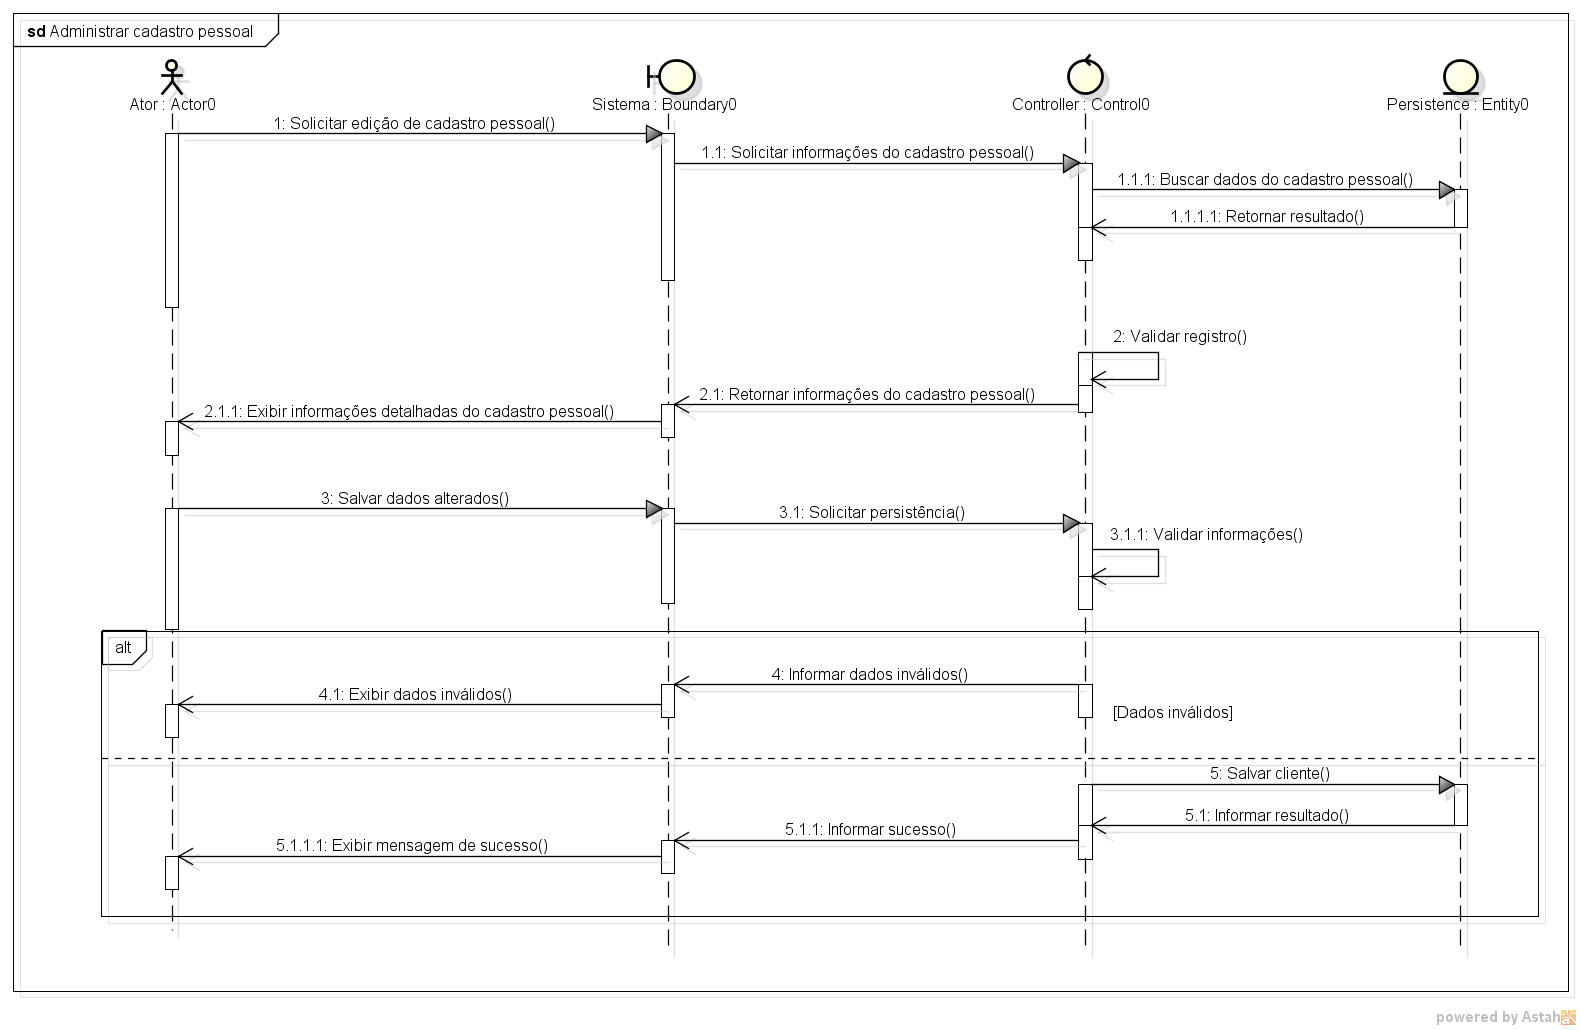 sd Administrar cadastro pessoal
Ator : Actor0
Sistema : Boundary0
Controller : Control0
Persistence : Entity0
1: Solicitar edição de cadastro pessoal()
1.1: Solicitar informações do cadastro pessoal()
1.1.1: Buscar dados do cadastro pessoal()
1.1.1.1: Retornar resultado()
2: Validar registro()
2.1: Retornar informações do cadastro pessoal()
2.1.1: Exibir informações detalhadas do cadastro pessoal()
3: Salvar dados alterados()
3.1: Solicitar persistência()
3.1.1: Validar informações()
alt
4: Informar dados inválidos()
4.1: Exibir dados inválidos()
[Dados inválidos]
5: Salvar cliente()
5.1: Informar resultado()
5.1.1: Informar sucesso()
5.1.1.1: Exibir mensagem de sucesso()
powered by Astah